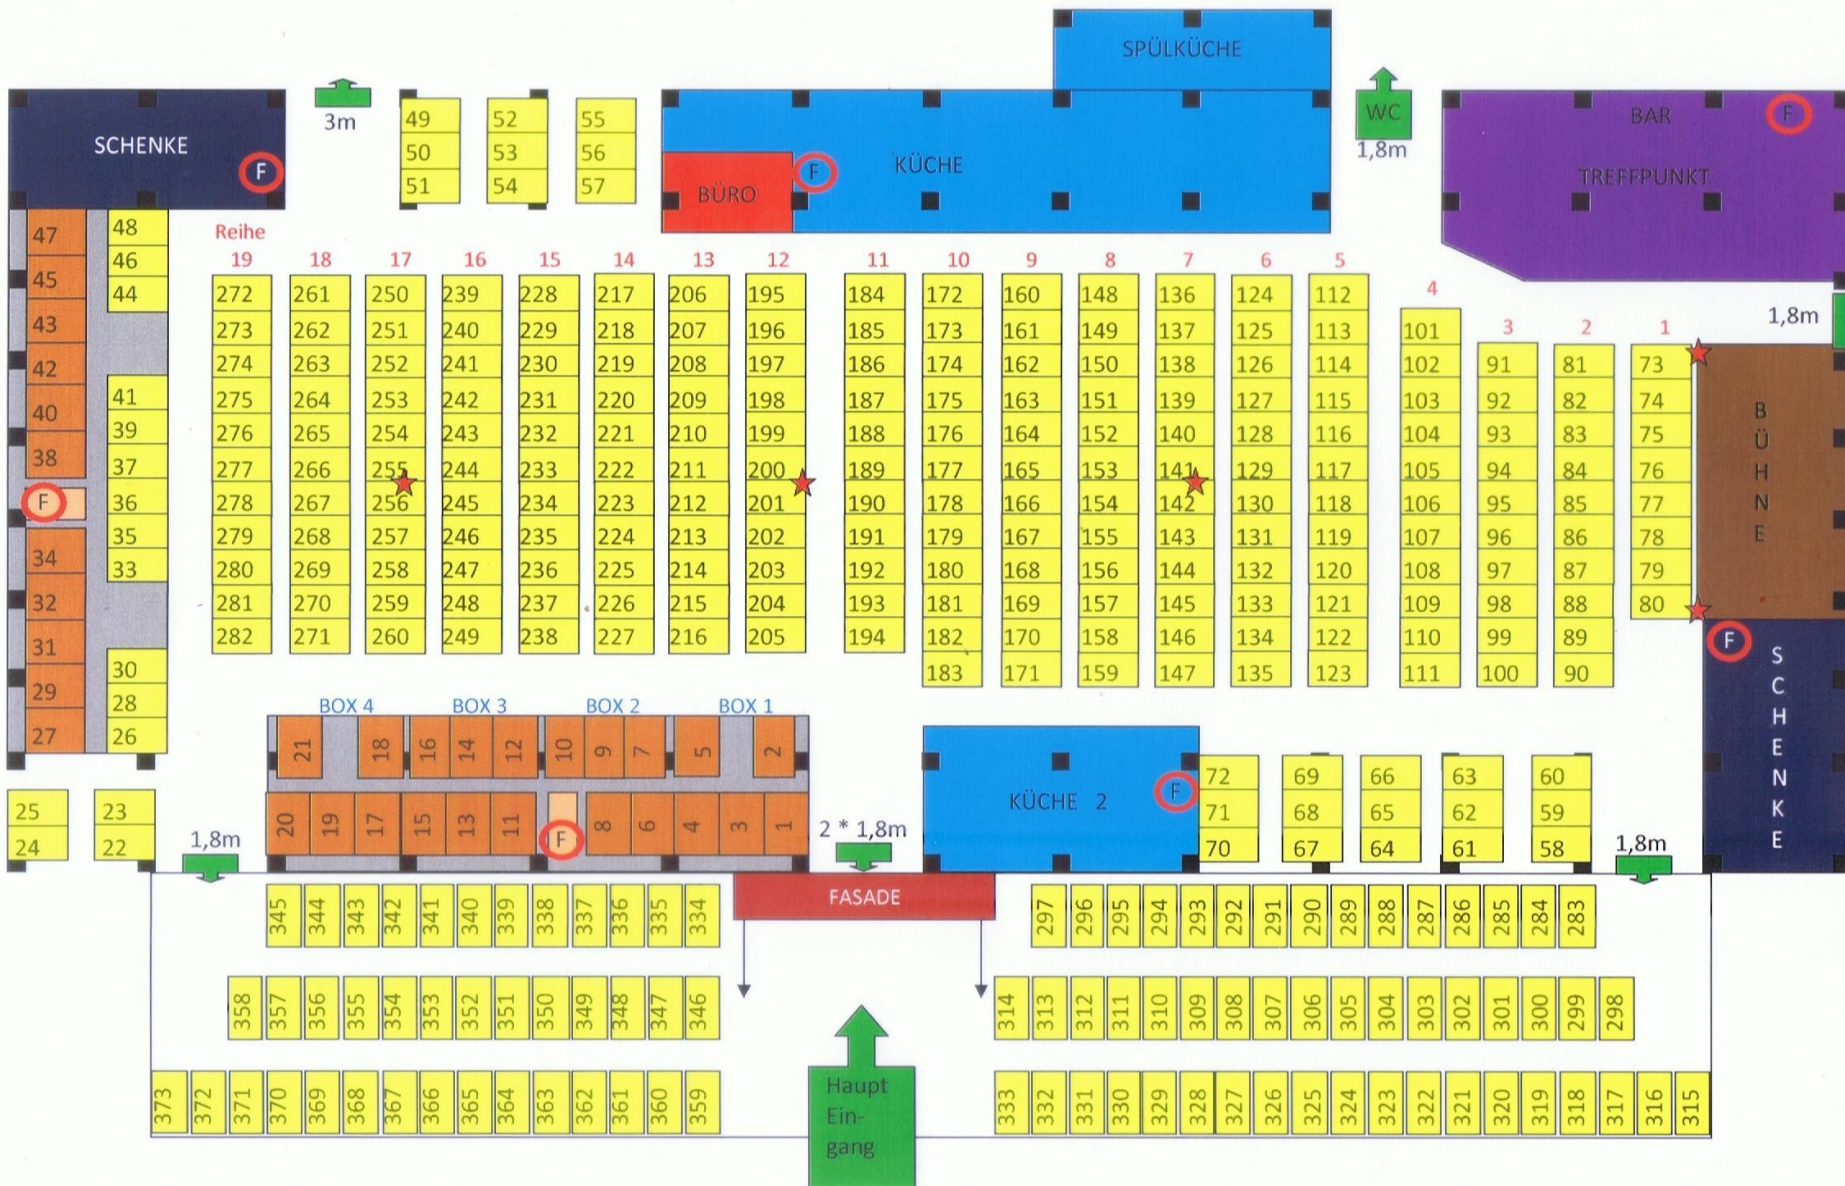 SPÜLKÜCHE
SCHENKE
F
3m
49 52 55
50 53 56
51 54 57
KÜCHE
BÜRO
F
WC
1,8m
BAR
F
TREFFPUNKT
1,8m
47 48
45 46
43 44
42 41
40 39
38 37
F 36
34 35
32 33
31 30
29 28
27 26
25 23
24 22
Reihe
19 18 17 16 15 14 13 12 11 10 9 8 7 6 5
4
3 2 1
272 261 250 239 228 217 206 195 184 172 160 148 136 124 112
273 262 251 240 229 218 207 196 185 173 161 149 137 125 113 101
274 263 252 241 230 219 208 197 186 174 162 150 138 126 114 102 91 81 73
275 264 253 242 231 220 209 198 187 175 163 151 139 127 115 103 92 82 74
276 265 254 243 232 221 210 199 188 176 164 152 140 128 116 104 93 83 75
277 266 255 244 233 222 211 200 189 177 165 153 141 129 117 105 94 84 76
278 267 256 245 234 223 212 201 190 178 166 154 142 130 118 106 95 85 77
279 268 257 246 235 224 213 202 191 179 167 155 143 131 119 107 96 86 78
280 269 258 247 236 225 214 203 192 180 168 156 144 132 120 108 97 87 79
281 270 259 248 237 226 215 204 193 181 169 157 145 133 121 109 98 88 80
282 271 260 249 238 227 216 205 194 182 170 158 146 134 122 110 99 89
183 171 159 147 135 123 111 100 90
BÜHNE
F
SCHENKE
BOX 4 BOX 3 BOX 2 BOX 1
21 18 16 14 12 10 9 7 5 2
20 19 17 15 13 11 F 8 6 4 3 1
1,8m
2 * 1,8m
KÜCHE 2
F
72 69 66 63 60
71 68 65 62 59
70 67 64 61 58
1,8m
FASADE
345 344 343 342 341 340 339 338 337 336 335 334
297 296 295 294 293 292 291 290 289 288 287 286 285 284 283
358 357 356 355 354 353 352 351 350 349 348 347 346
314 313 312 311 310 309 308 307 306 305 304 303 302 301 300 299 298
373 372 371 370 369 368 367 366 365 364 363 362 361 360 359
333 332 331 330 329 328 327 326 325 324 323 322 321 320 319 318 317 316 315
Haupt
Ein-
gang